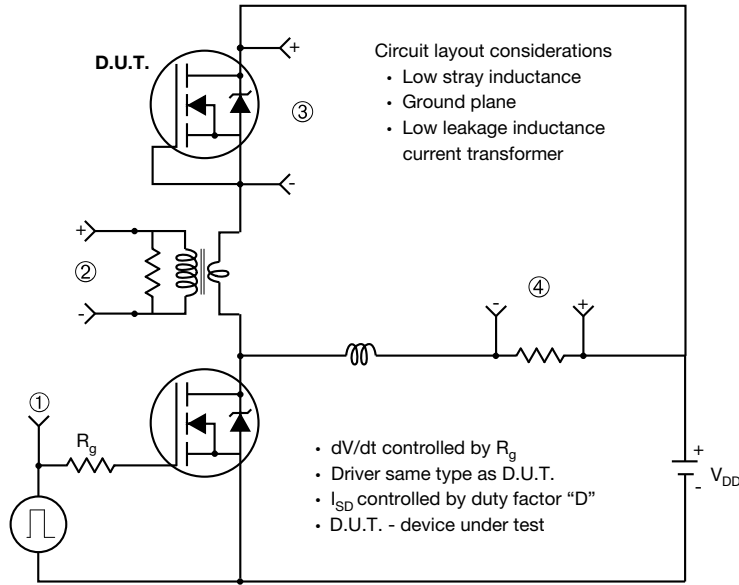 D.U.T.
+
③
-
Circuit layout considerations
• Low stray inductance
• Ground plane
• Low leakage inductance
current transformer
+
②
-
-
④
+
①
Rg
• dV/dt controlled by Rg
• Driver same type as D.U.T.
• ISD controlled by duty factor “D”
• D.U.T. - device under test
+
-
VDD